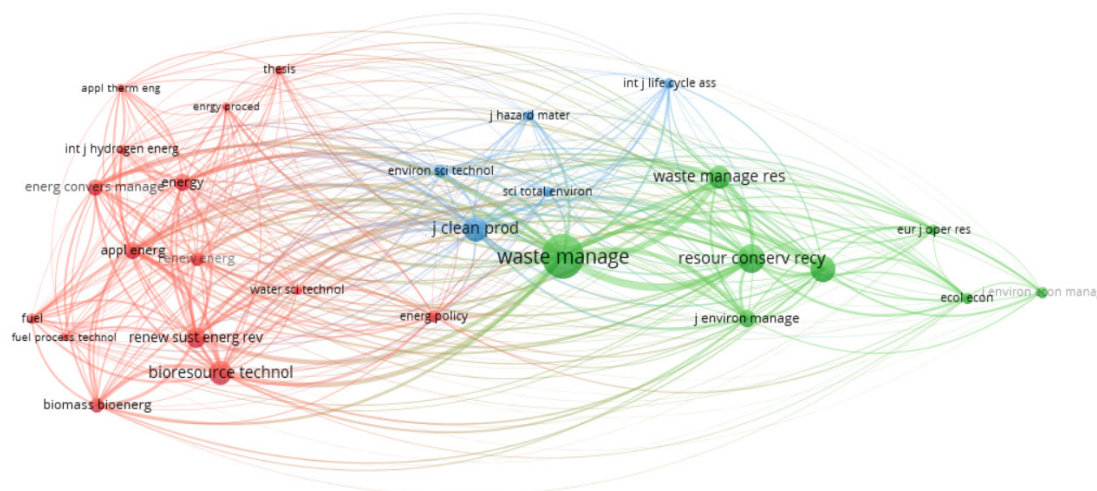 thesis
int j life cycle ass
appl therm eng
enrgy proced
j hazard mater
int j hydrogen energ
environ sci technol
waste manage res
energy
energ convers manage
sci total environ
j clean prod
eur j oper res
appl energ
renew energ
waste manage
resour conserv recy
water sci technol
j environ econ mana
ecol econ
fuel
energ policy
j environ manage
fuel process technol
renew sust energ rev
bioresource technol
biomass bioenerg